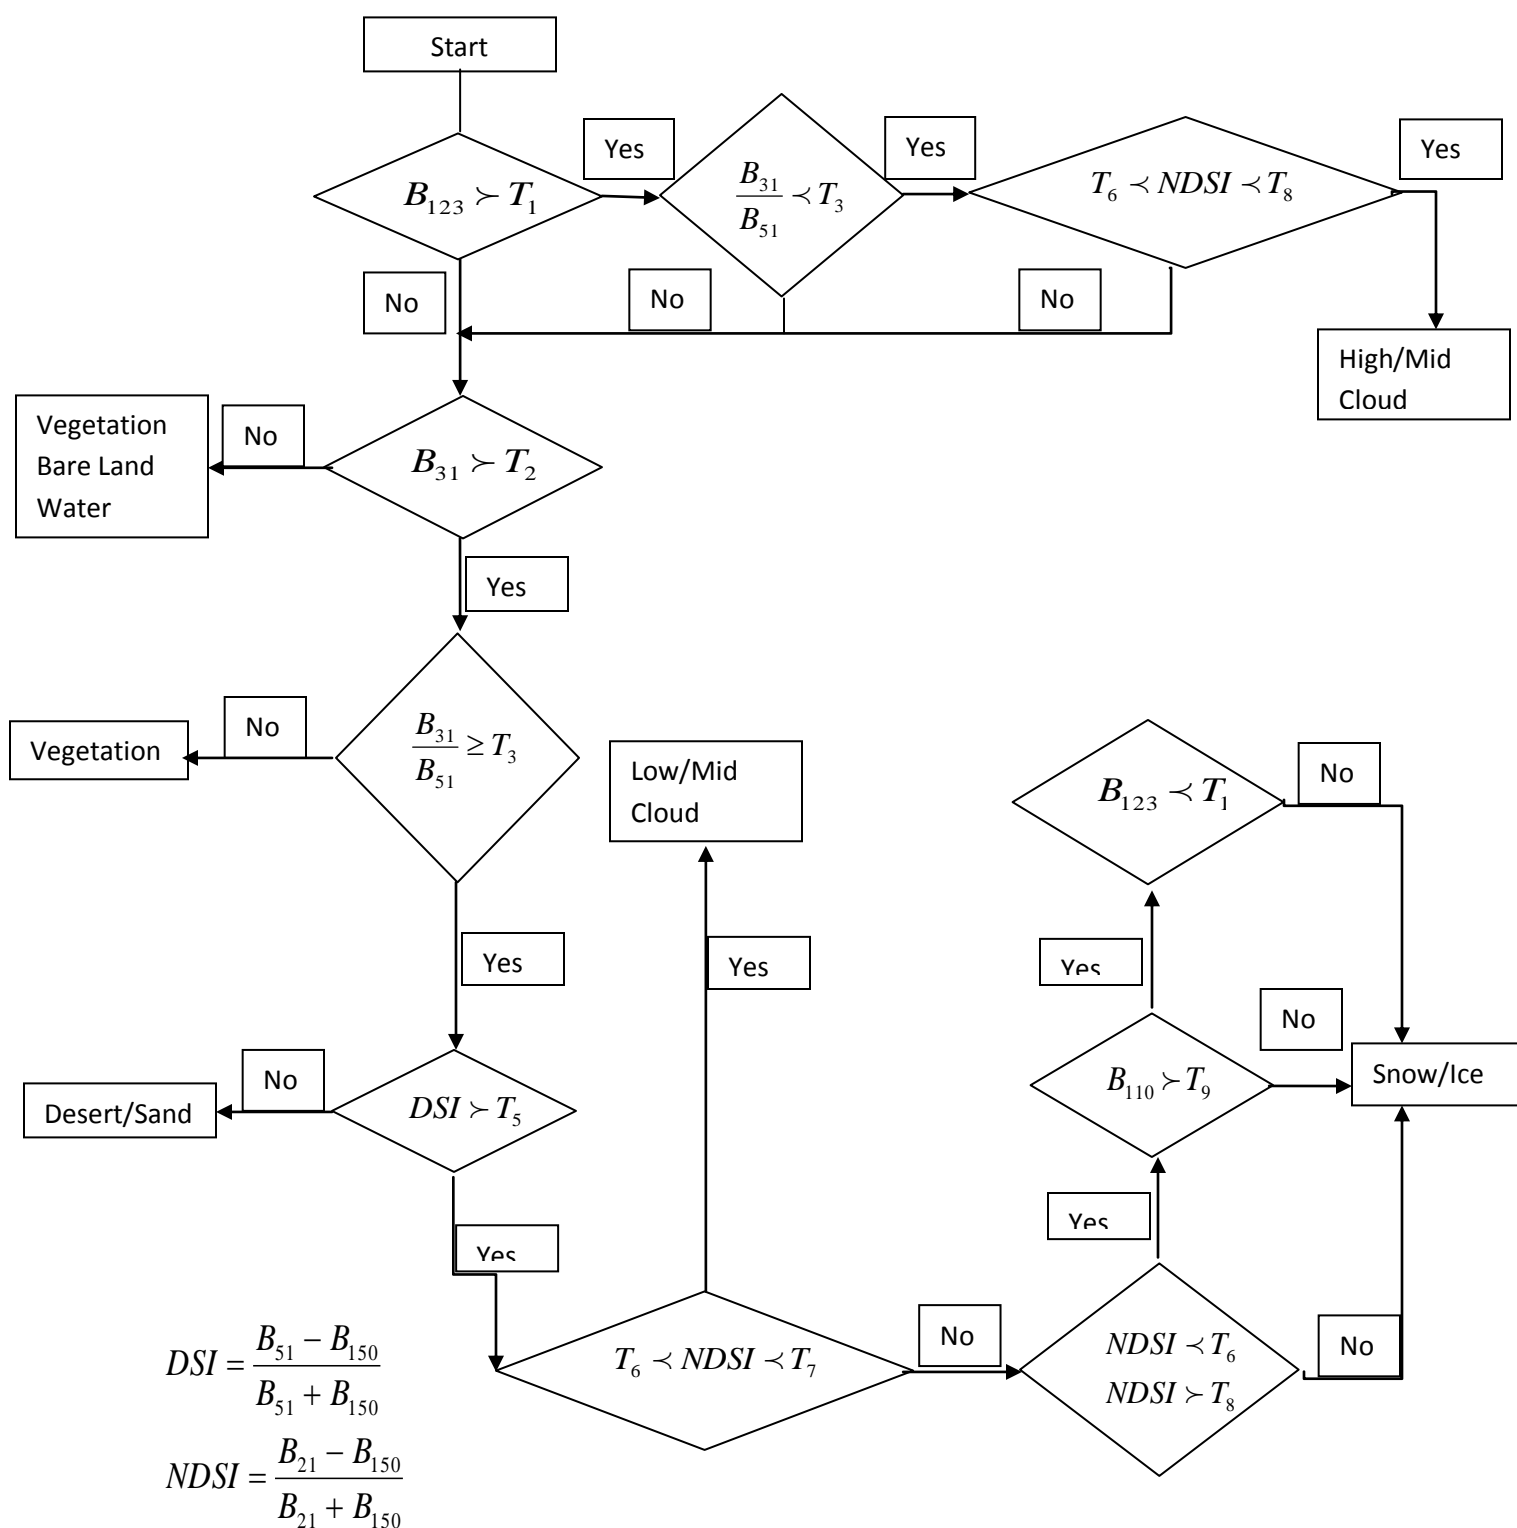 Start
Yes
Yes
Yes
B₁₂₃ ≻ T₁
B₃₁
B₅₁
≺ T₃
T₆ ≺ NDSI ≺ T₈
No
No
No
High/Mid
Cloud
Vegetation
Bare Land
Water
No
B₃₁ ≻ T₂
Yes
Vegetation
No
B₃₁
B₅₁
≥ T₃
Low/Mid
Cloud
B₁₂₃ ≺ T₁
No
Yes
Yes
Yes
No
Desert/Sand
No
DSI ≻ T₅
B₁₁₀ ≻ T₉
Snow/Ice
Yes
Yes
DSI = (B₅₁ − B₁₅₀) / (B₅₁ + B₁₅₀)
T₆ ≺ NDSI ≺ T₇
No
NDSI ≺ T₆
NDSI ≻ T₈
No
NDSI = (B₂₁ − B₁₅₀) / (B₂₁ + B₁₅₀)